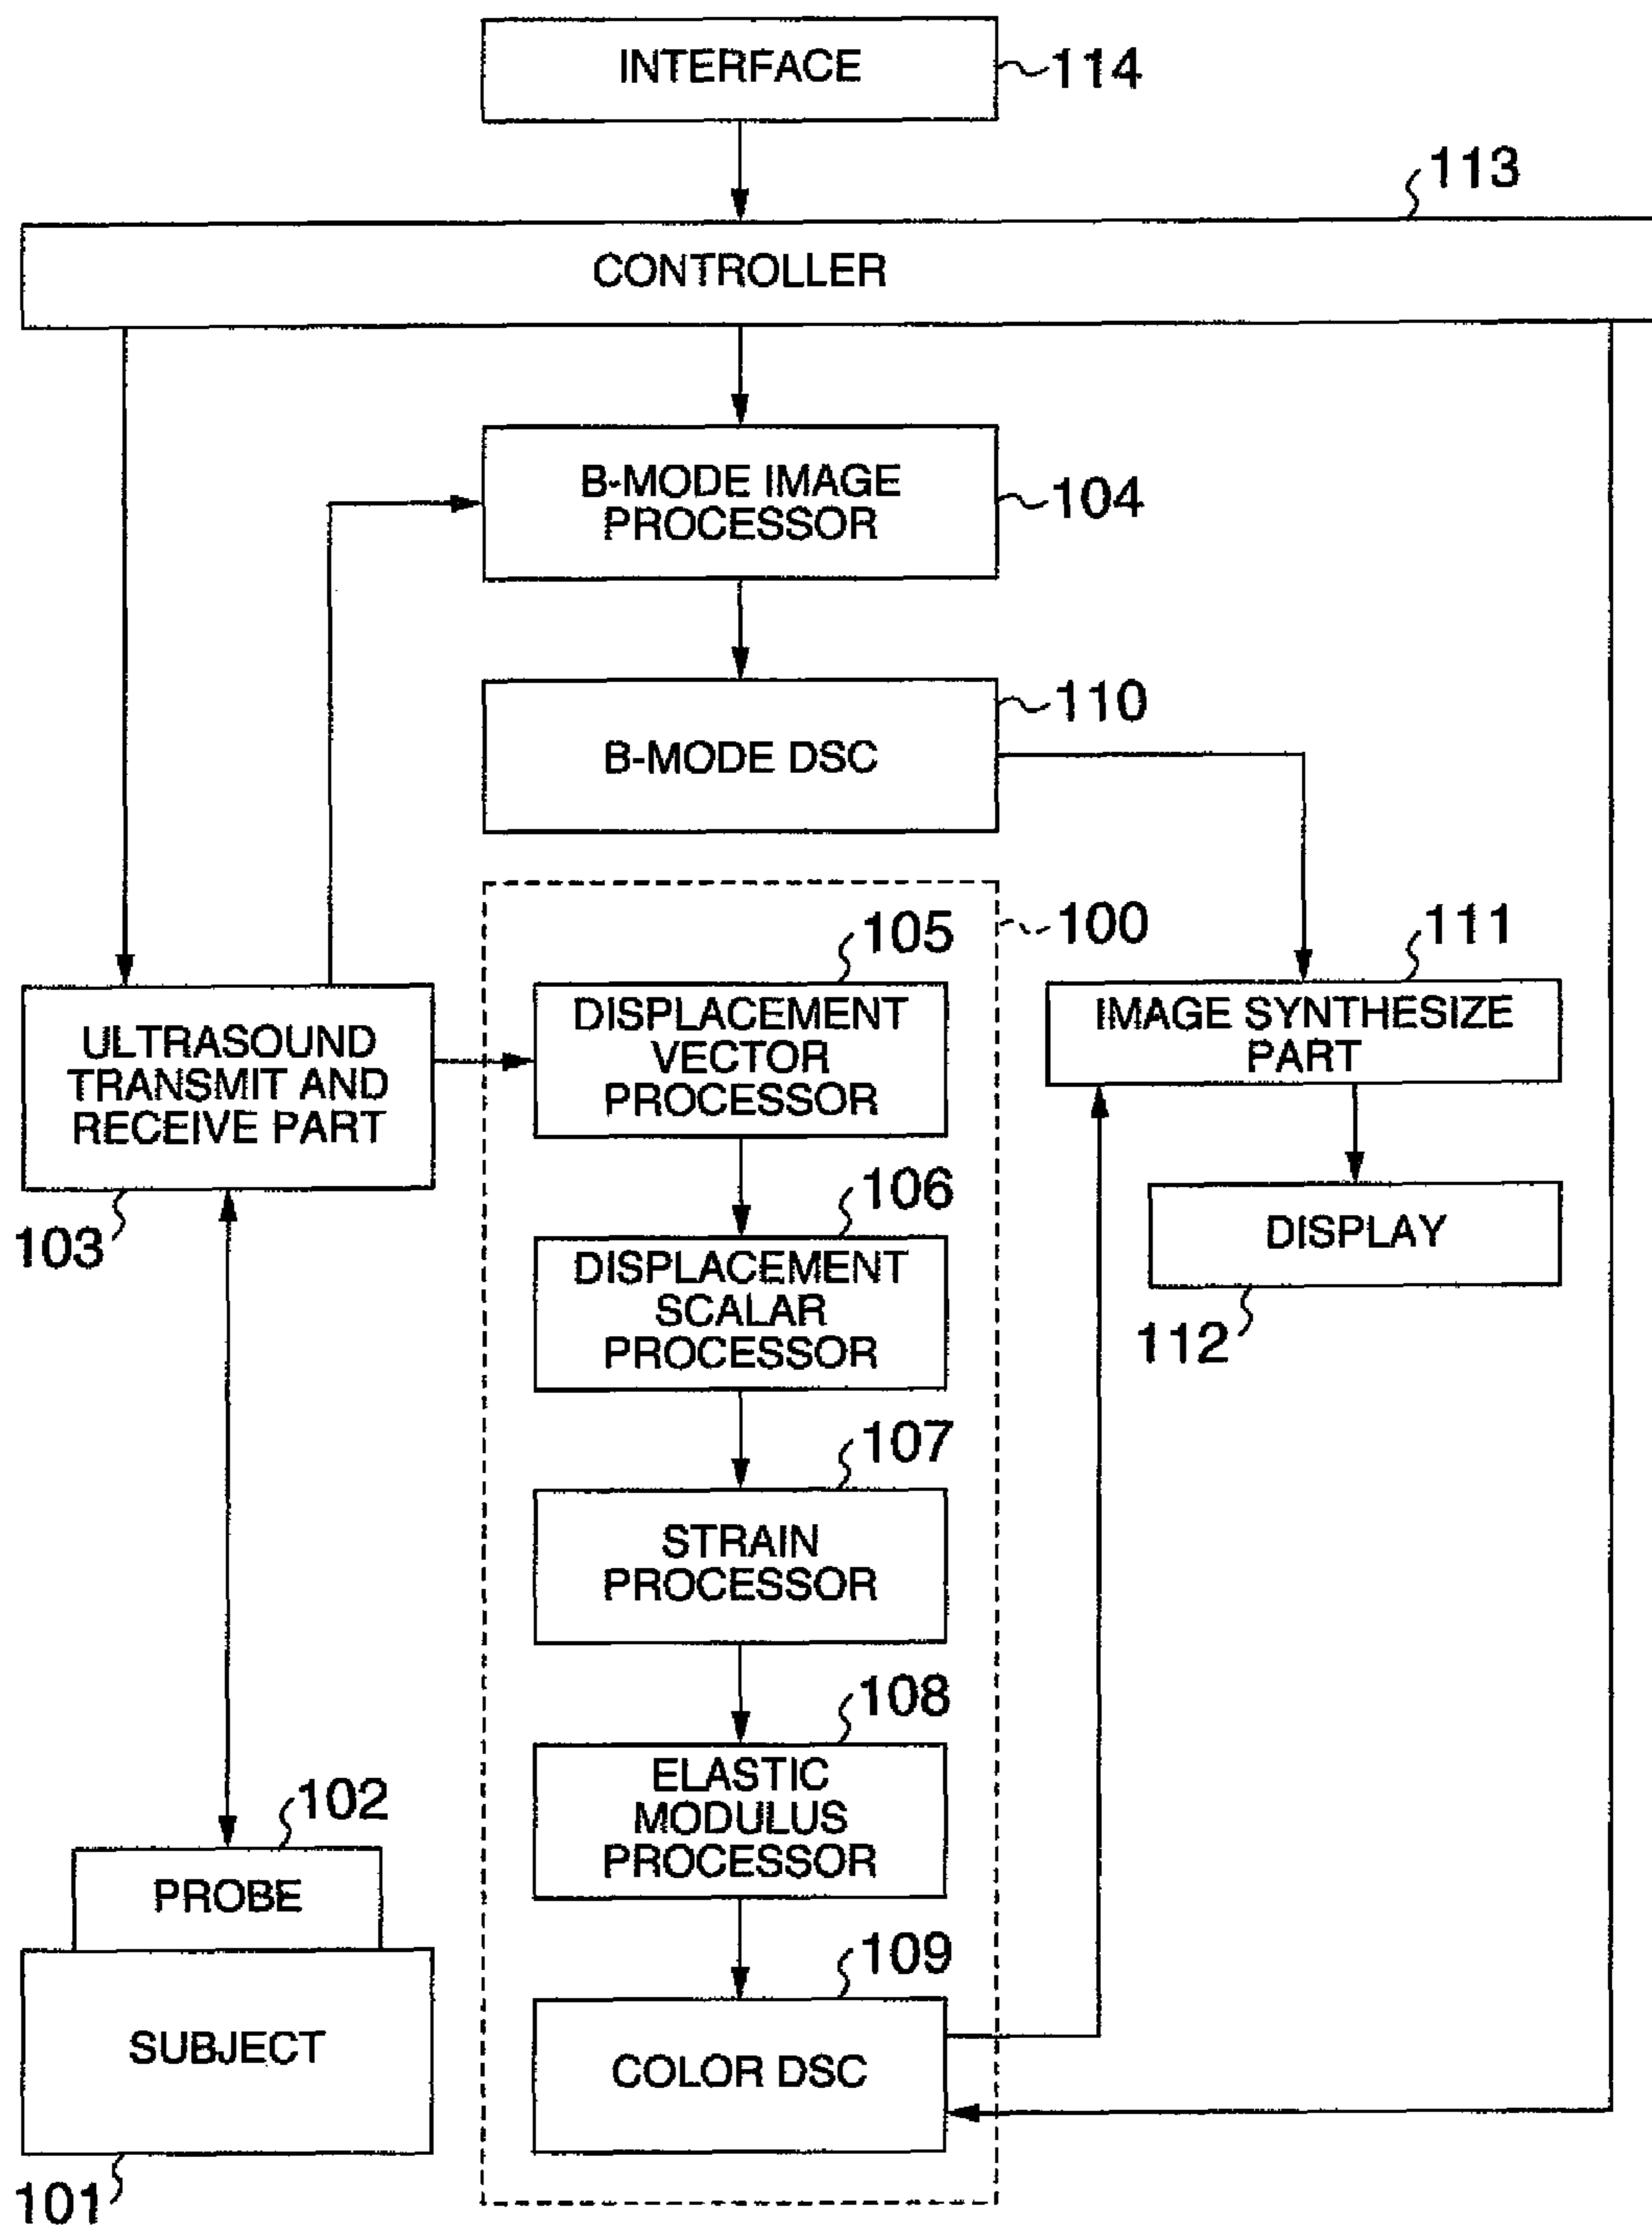 INTERFACE
114
113
CONTROLLER
B-MODE IMAGE
PROCESSOR
104
110
B-MODE DSC
100
105
111
DISPLACEMENT
VECTOR
PROCESSOR
IMAGE SYNTHESIZE
PART
ULTRASOUND
TRANSMIT AND
RECEIVE PART
103
106
DISPLACEMENT
SCALAR
PROCESSOR
DISPLAY
112
107
STRAIN
PROCESSOR
108
ELASTIC
MODULUS
PROCESSOR
102
PROBE
109
SUBJECT
COLOR DSC
101